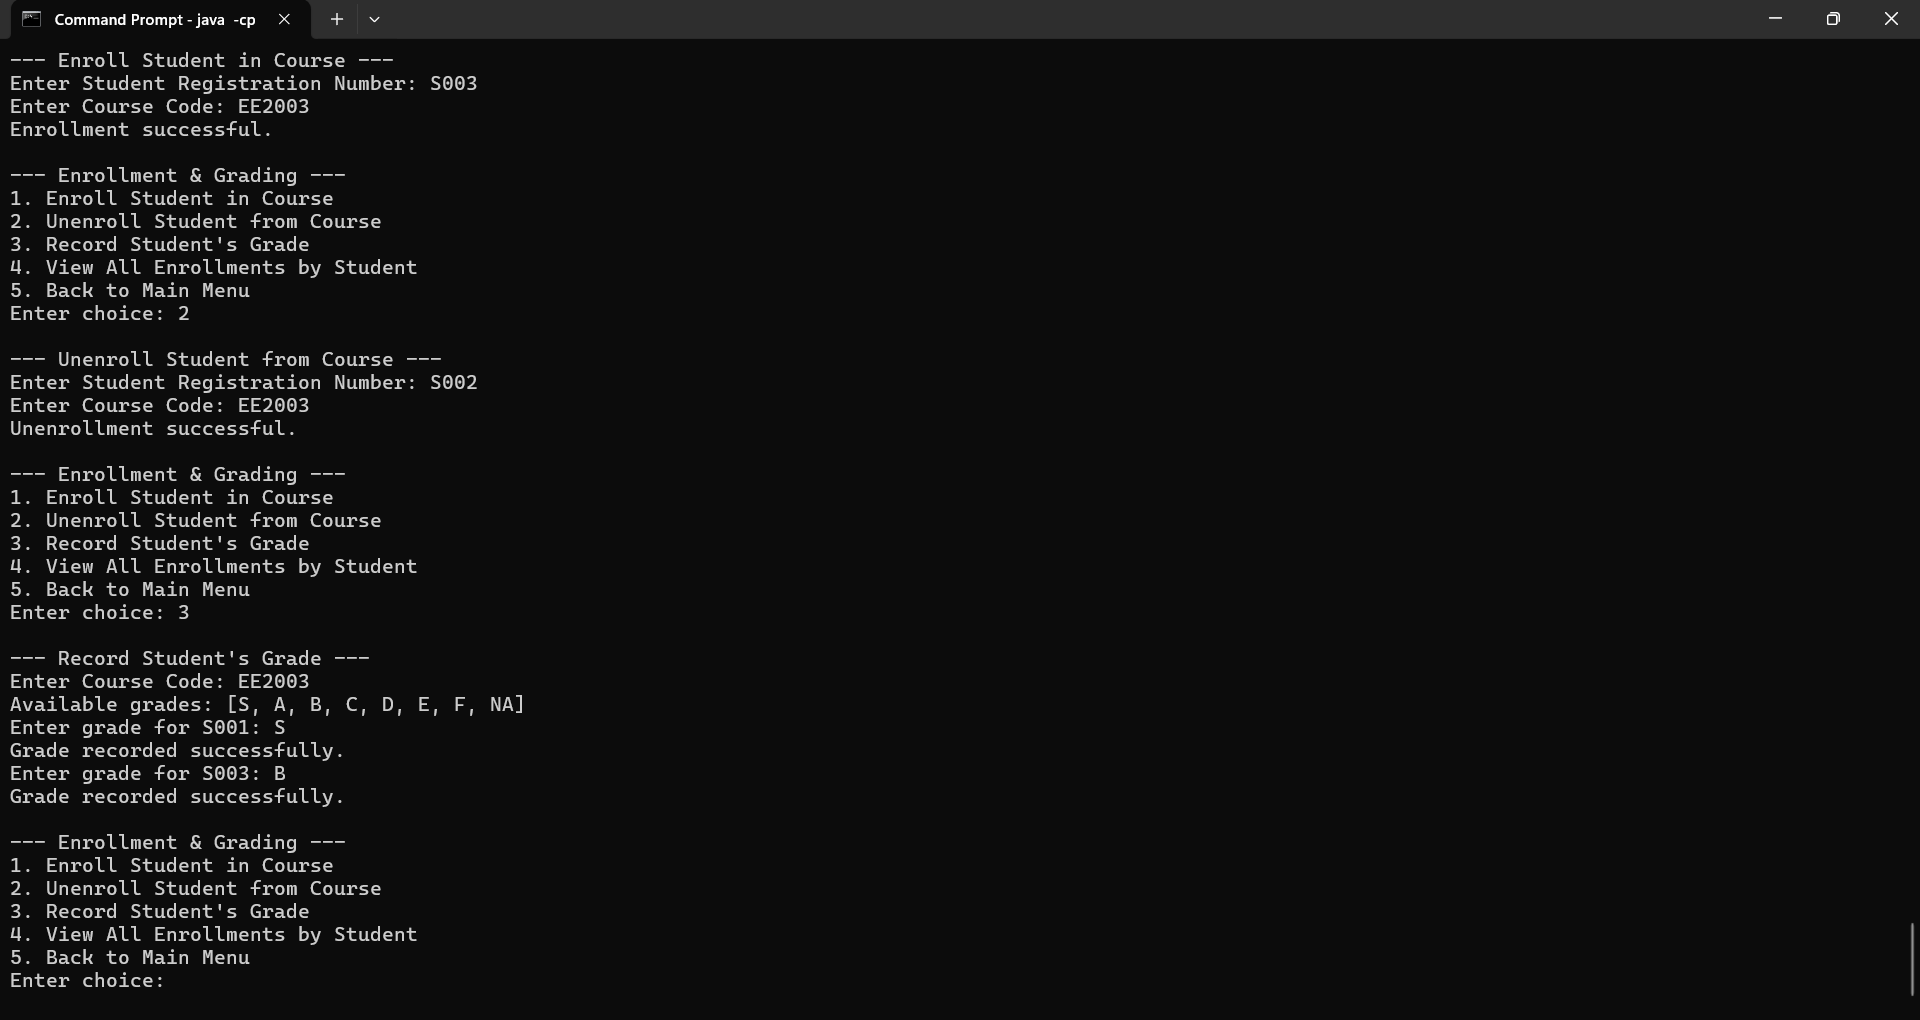 Command Prompt - java -cp
--- Enroll Student in Course ---
Enter Student Registration Number: S003
Enter Course Code: EE2003
Enrollment successful.
--- Enrollment & Grading ---
1. Enroll Student in Course
2. Unenroll Student from Course
3. Record Student's Grade
4. View All Enrollments by Student
5. Back to Main Menu
Enter choice: 2
--- Unenroll Student from Course ---
Enter Student Registration Number: S002
Enter Course Code: EE2003
Unenrollment successful.
--- Enrollment & Grading ---
1. Enroll Student in Course
2. Unenroll Student from Course
3. Record Student's Grade
4. View All Enrollments by Student
5. Back to Main Menu
Enter choice: 3
--- Record Student's Grade ---
Enter Course Code: EE2003
Available grades: [S, A, B, C, D, E, F, NA]
Enter grade for S001: S
Grade recorded successfully.
Enter grade for S003: B
Grade recorded successfully.
--- Enrollment & Grading ---
1. Enroll Student in Course
2. Unenroll Student from Course
3. Record Student's Grade
4. View All Enrollments by Student
5. Back to Main Menu
Enter choice: